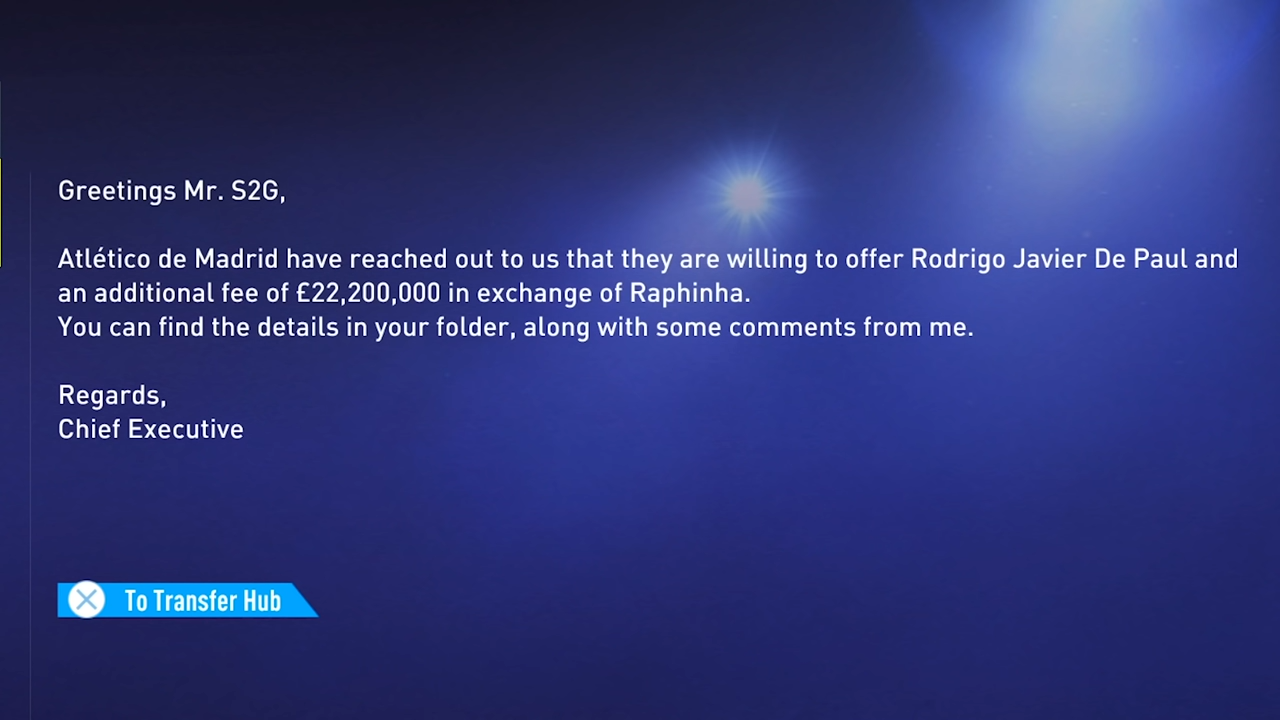 Greetings Mr. S2G,
Atlético de Madrid have reached out to us that they are willing to offer Rodrigo Javier De Paul and
an additional fee of £22,200,000 in exchange of Raphinha.
You can find the details in your folder, along with some comments from me.
Regards,
Chief Executive
To Transfer Hub